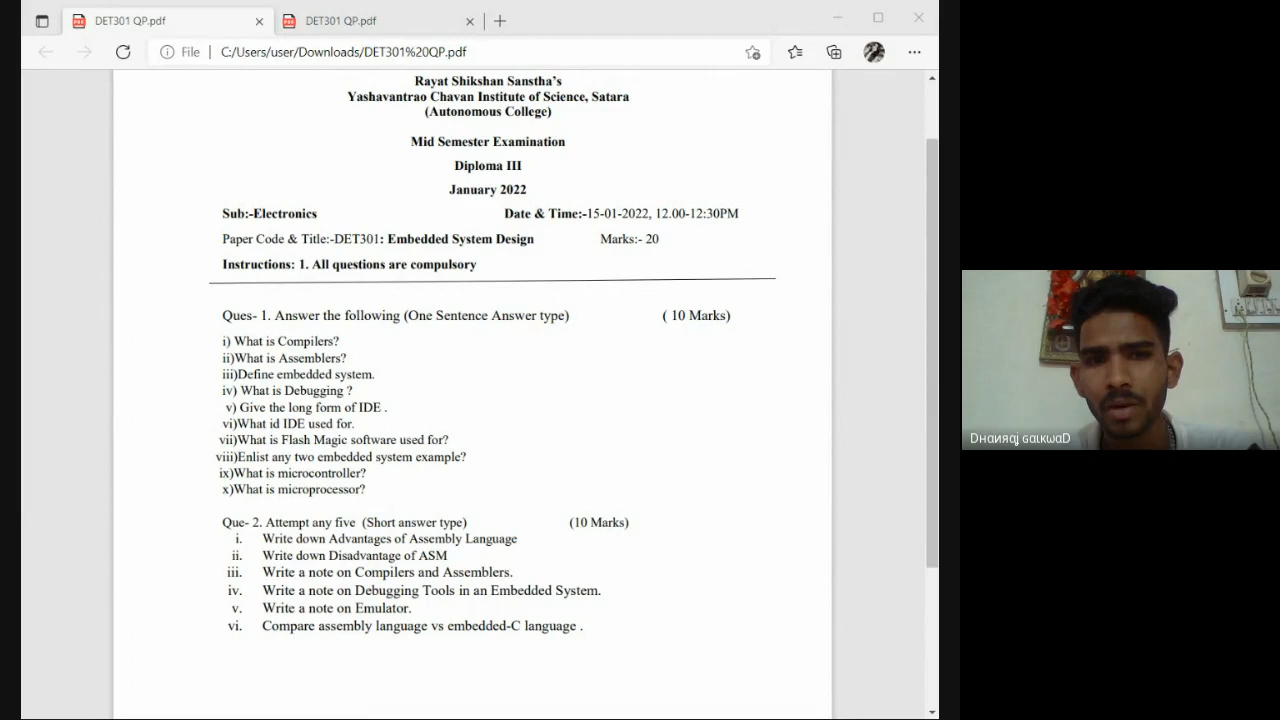 DET301 QP.pdf
DET301 QP.pdf
File
C:/Users/user/Downloads/DET301%20QP.pdf
Rayat Shikshan Sanstha's
Yashavantrao Chavan Institute of Science, Satara
(Autonomous College)
Mid Semester Examination
Diploma III
January 2022
Sub:-Electronics Date & Time:-15-01-2022, 12.00-12:30PM
Paper Code & Title:-DET301: Embedded System Design Marks:- 20
Instructions: 1. All questions are compulsory
Ques- 1. Answer the following (One Sentence Answer type) ( 10 Marks)
i) What is Compilers?
ii)What is Assemblers?
iii)Define embedded system.
iv) What is Debugging ?
v) Give the long form of IDE .
vi)What id IDE used for.
vii)What is Flash Magic software used for?
viii)Enlist any two embedded system example?
ix)What is microcontroller?
x)What is microprocessor?
Que- 2. Attempt any five (Short answer type) (10 Marks)
i. Write down Advantages of Assembly Language
ii. Write down Disadvantage of ASM
iii. Write a note on Compilers and Assemblers.
iv. Write a note on Debugging Tools in an Embedded System.
v. Write a note on Emulator.
vi. Compare assembly language vs embedded-C language .
Dнαияαj GαιкωαD